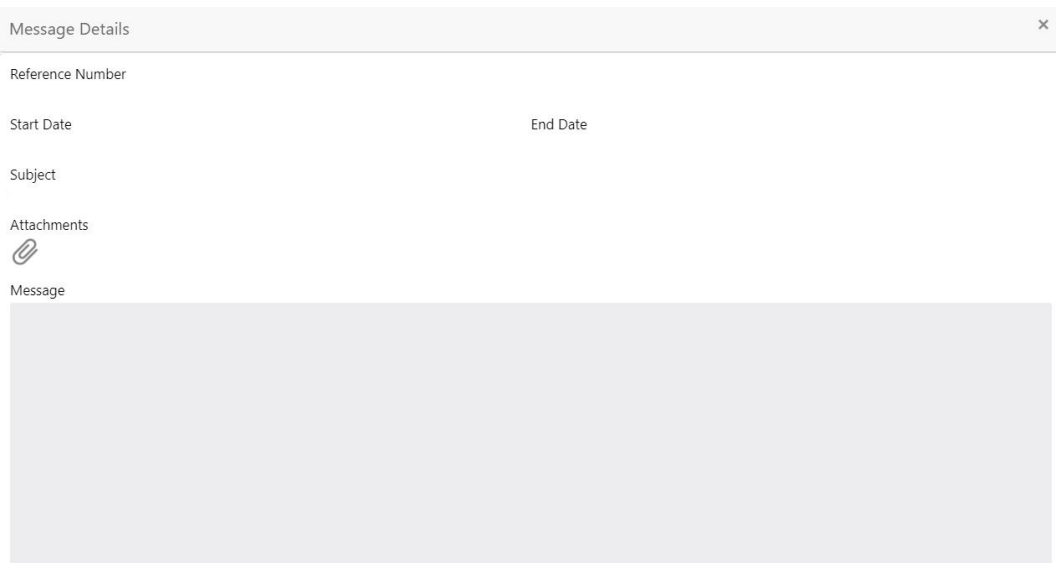 Message Details
Reference Number
Start Date End Date
Subject
Attachments
Message